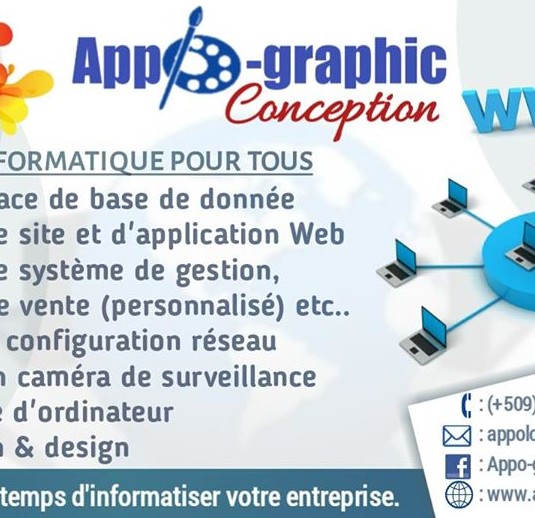 App -graphic
Conception
FORMATIQUE POUR TOUS
ace de base de donnée
e site et d'application Web
e système de gestion,
e vente (personnalisé) etc..
configuration réseau
n caméra de surveillance
e d'ordinateur
n & design
temps d'informatiser votre entreprise.
: (+509)
: appolo
: Appo-g
: www.a